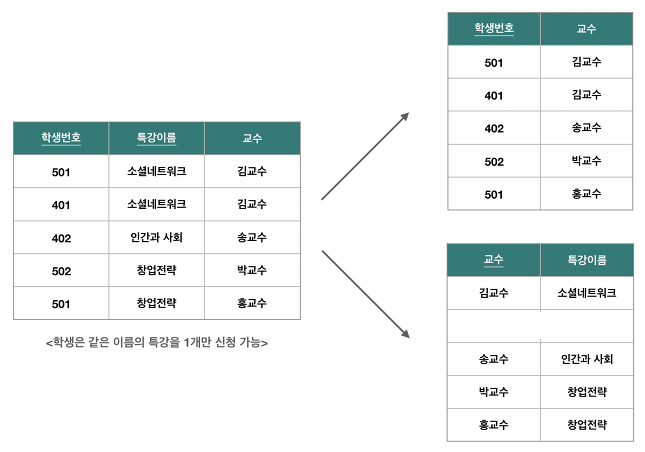 학생번호 특강이름 교수
501 소셜네트워크 김교수
401 소셜네트워크 김교수
402 인간과 사회 송교수
502 창업전략 박교수
501 창업전략 홍교수
<학생은 같은 이름의 특강을 1개만 신청 가능>
학생번호 교수
501 김교수
401 김교수
402 송교수
502 박교수
501 홍교수
교수 특강이름
김교수 소셜네트워크
송교수 인간과 사회
박교수 창업전략
홍교수 창업전략